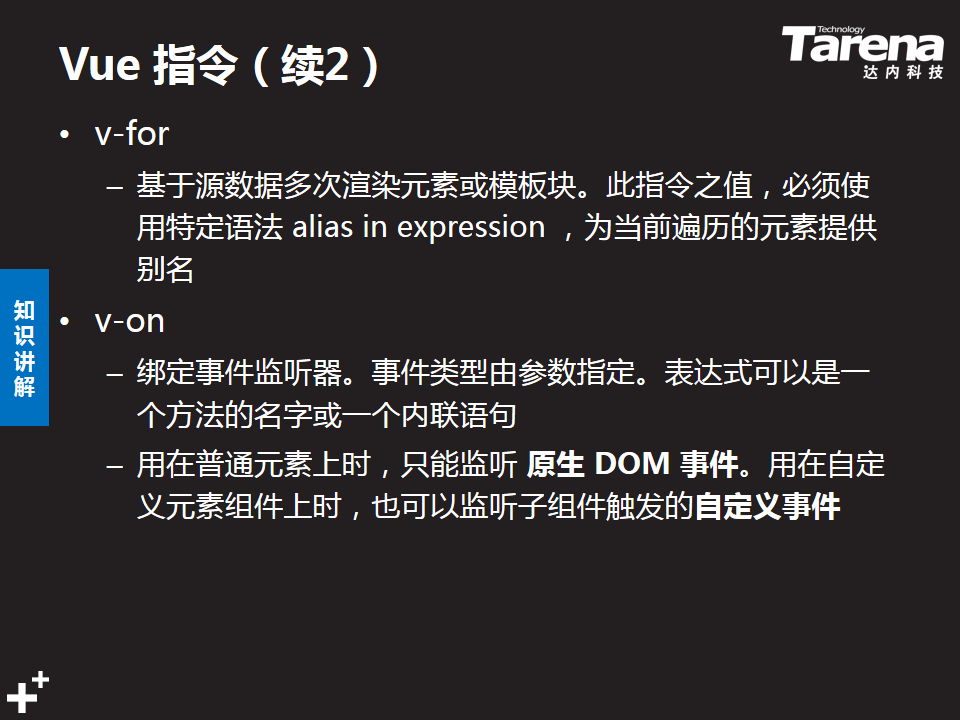 Vue 指令（续2）
Technology
Tarena
达内科技
• v-for
– 基于源数据多次渲染元素或模板块。此指令之值，必须使
用特定语法 alias in expression ，为当前遍历的元素提供
别名
知识讲解
• v-on
– 绑定事件监听器。事件类型由参数指定。表达式可以是一
个方法的名字或一个内联语句
– 用在普通元素上时，只能监听 原生 DOM 事件。用在自定
义元素组件上时，也可以监听子组件触发的自定义事件